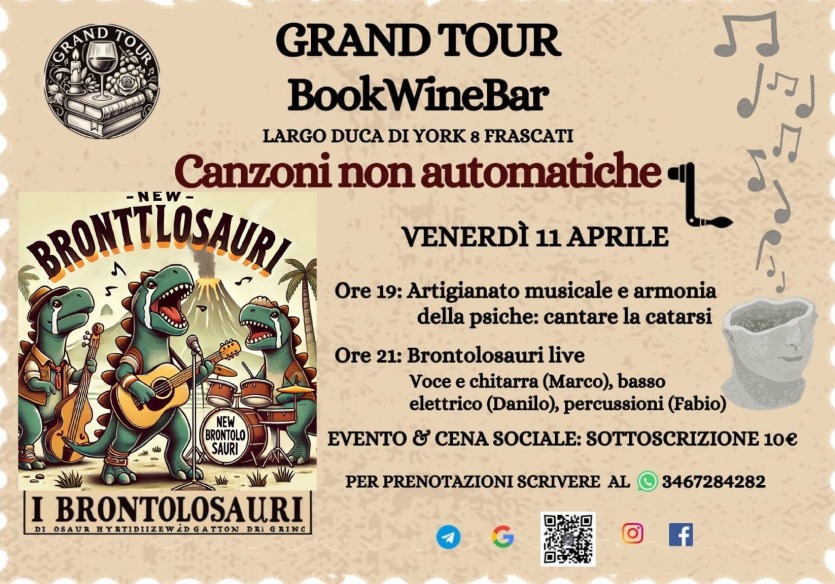 GRAND TOUR
GRAND TOUR
BookWineBar
LARGO DUCA DI YORK 8 FRASCATI
Canzoni non automatiche
-NEW-
BRONTTLOSAURI
VENERDÌ 11 APRILE
Ore 19: Artigianato musicale e armonia
della psiche: cantare la catarsi
Ore 21: Brontolosauri live
Voce e chitarra (Marco), basso
elettrico (Danilo), percussioni (Fabio)
NEW
BRONTOLO
SAURI
EVENTO & CENA SOCIALE: SOTTOSCRIZIONE 10€
PER PRENOTAZIONI SCRIVERE AL 3467284282
I BRONTOLOSAURI